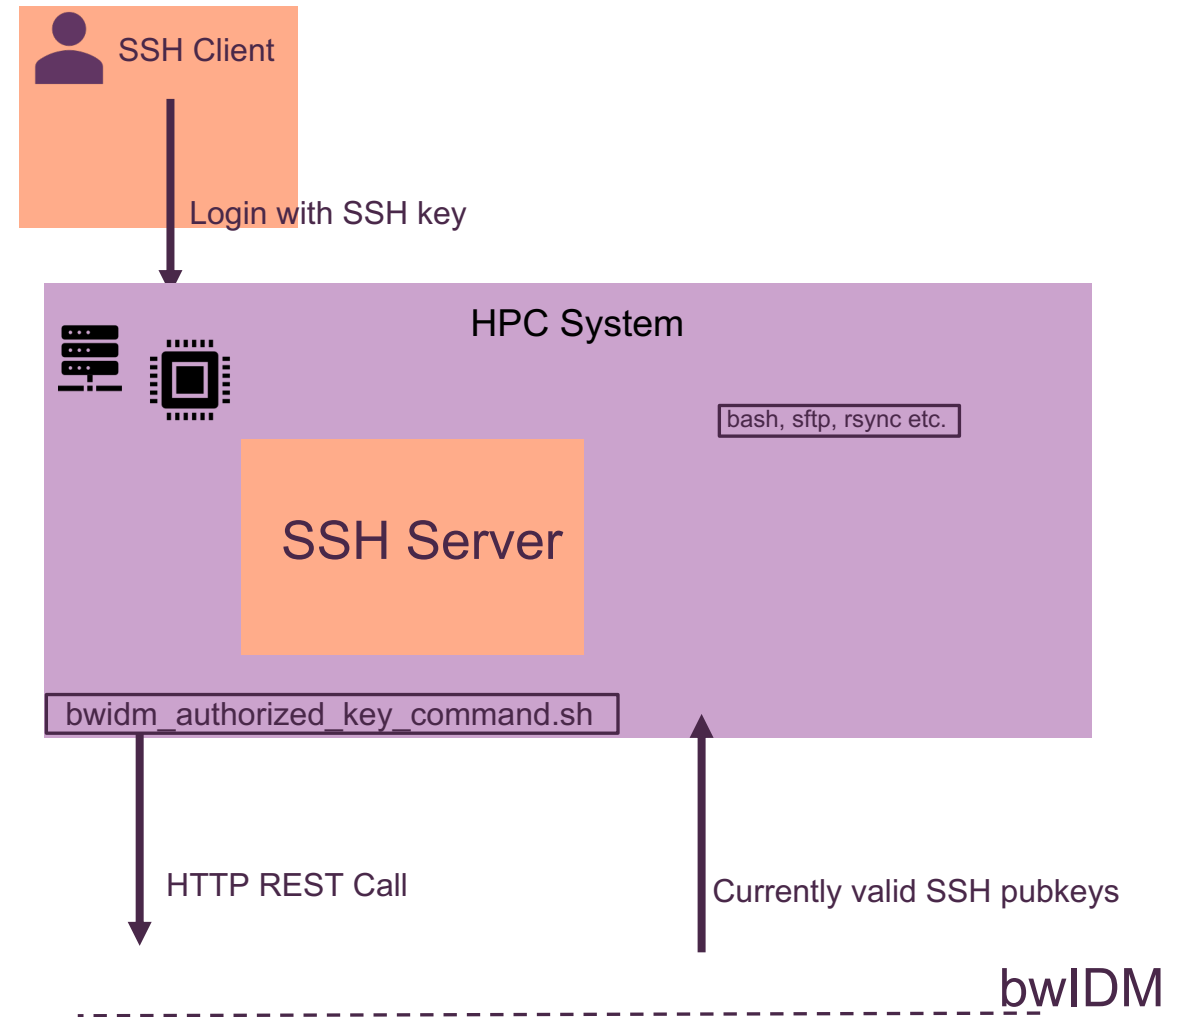 SSH Client
Login with SSH key
HPC System
bash, sftp, rsync etc.
SSH Server
bwidm_authorized_key_command.sh
HTTP REST Call
Currently valid SSH pubkeys
bwIDM